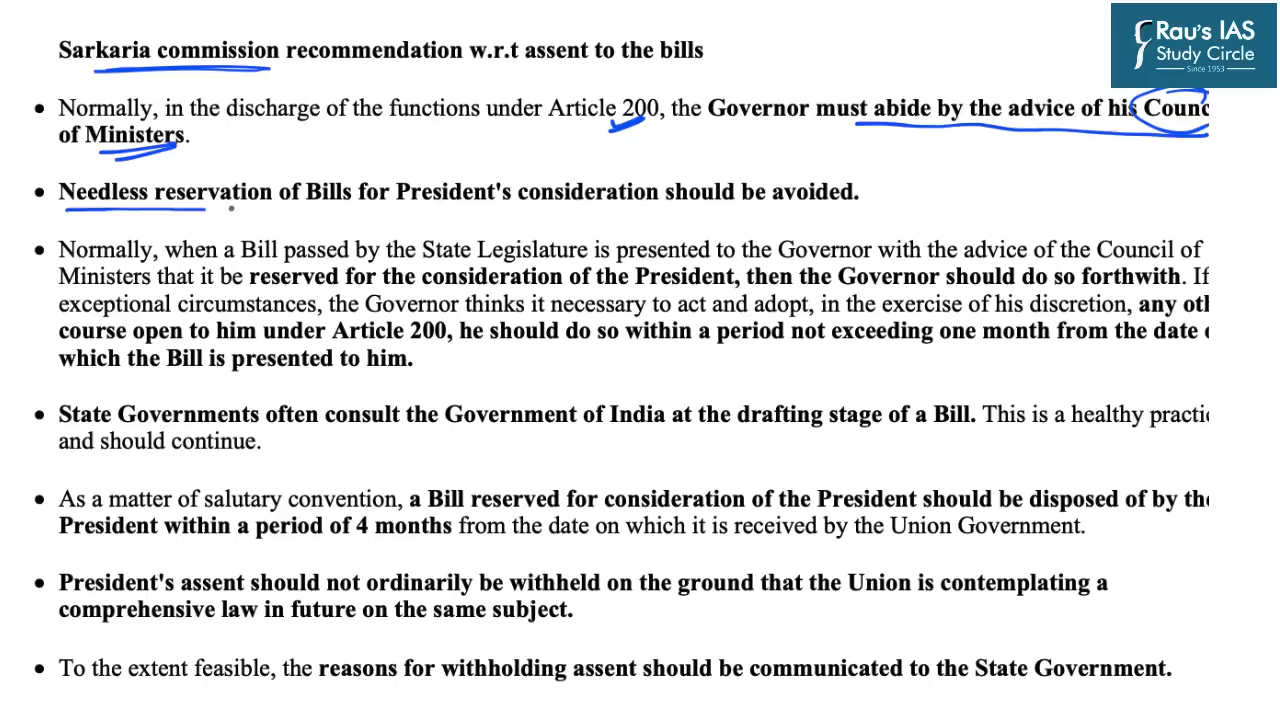 Rau's IAS
Study Circle
Since 1953
Sarkaria commission recommendation w.r.t assent to the bills
• Normally, in the discharge of the functions under Article 200, the Governor must abide by the advice of his Counc
of Ministers.
• Needless reservation of Bills for President's consideration should be avoided.
• Normally, when a Bill passed by the State Legislature is presented to the Governor with the advice of the Council of
Ministers that it be reserved for the consideration of the President, then the Governor should do so forthwith. If
exceptional circumstances, the Governor thinks it necessary to act and adopt, in the exercise of his discretion, any
course open to him under Article 200, he should do so within a period not exceeding one month from the date
which the Bill is presented to him.
• State Governments often consult the Government of India at the drafting stage of a Bill. This is a healthy
and should continue.
• As a matter of salutary convention, a Bill reserved for consideration of the President should be disposed of by the
President within a period of 4 months from the date on which it is received by the Union Government.
• President's assent should not ordinarily be withheld on the ground that the Union is contemplating a
comprehensive law in future on the same subject.
• To the extent feasible, the reasons for withholding assent should be communicated to the State Government.